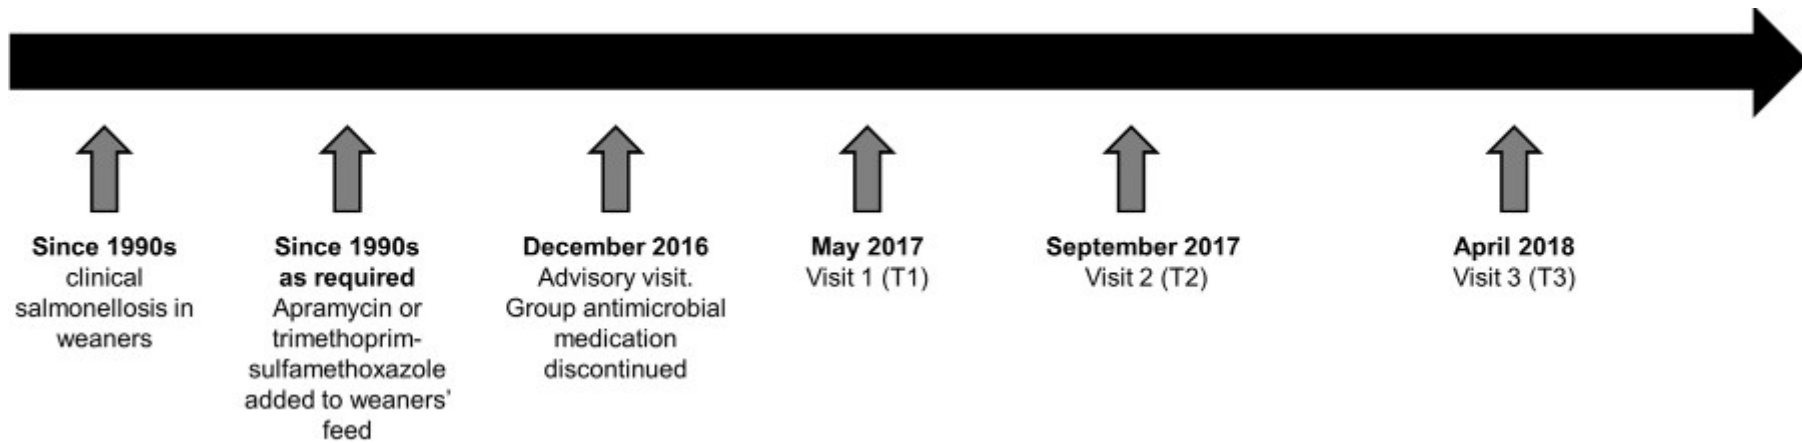 Since 1990s
clinical
salmonellosis in
weaners
Since 1990s
as required
Apramycin or
trimethoprim-
sulfamethoxazole
added to weaners'
feed
December 2016
Advisory visit.
Group antimicrobial
medication
discontinued
May 2017
Visit 1 (T1)
September 2017
Visit 2 (T2)
April 2018
Visit 3 (T3)